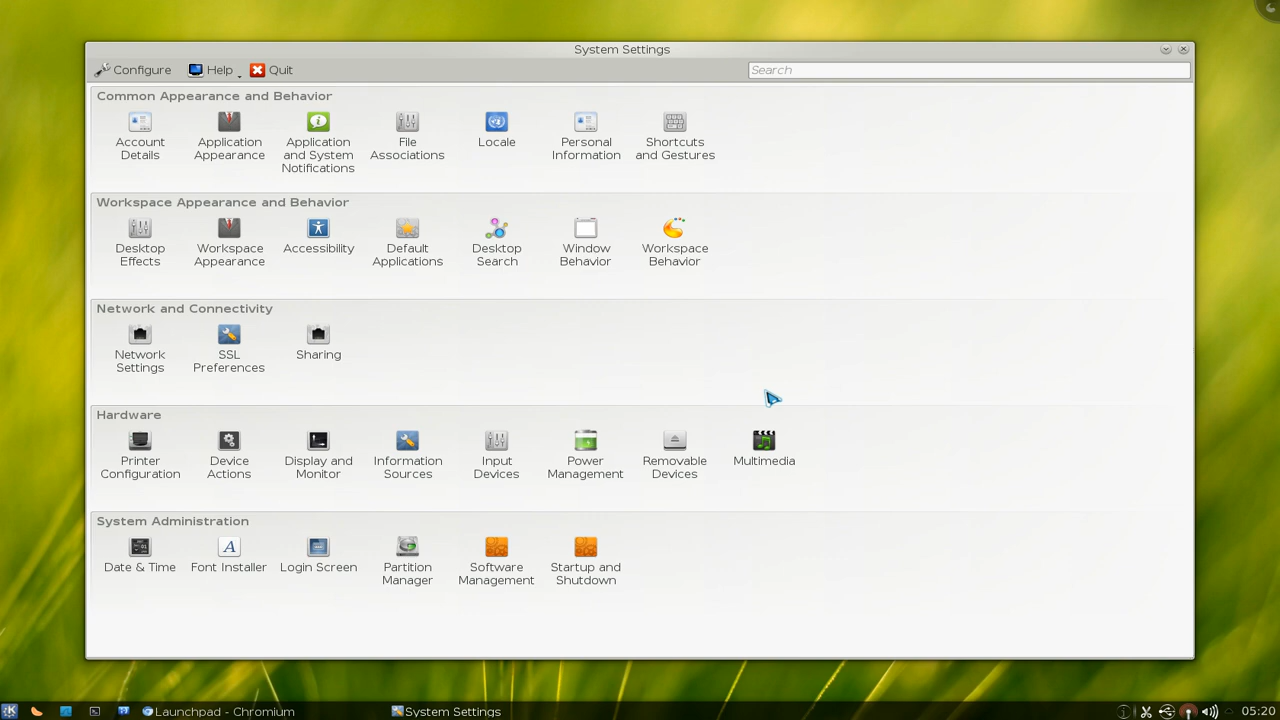 System Settings
Configure Help Quit Search
Common Appearance and Behavior
Account Details
Application Appearance
Application and System Notifications
File Associations
Locale
Personal Information
Shortcuts and Gestures
Workspace Appearance and Behavior
Desktop Effects
Workspace Appearance
Accessibility
Default Applications
Desktop Search
Window Behavior
Workspace Behavior
Network and Connectivity
Network Settings
SSL Preferences
Sharing
Hardware
Printer Configuration
Device Actions
Display and Monitor
Information Sources
Input Devices
Power Management
Removable Devices
Multimedia
System Administration
Date & Time
Font Installer
Login Screen
Partition Manager
Software Management
Startup and Shutdown
Launchpad - Chromium System Settings 05:20